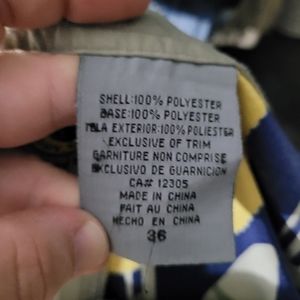 SHELL:100% POLYESTER
BASE:100% POLYESTER
TELA EXTERIOR:100% POLIESTER
EXCLUSIVE OF TRIM
GARNITURE NON COMPRISE
EXCLUSIVO DE GUARNICION
CA# 12305
MADE IN CHINA
FAIT AU CHINA
HECHO EN CHINA
36